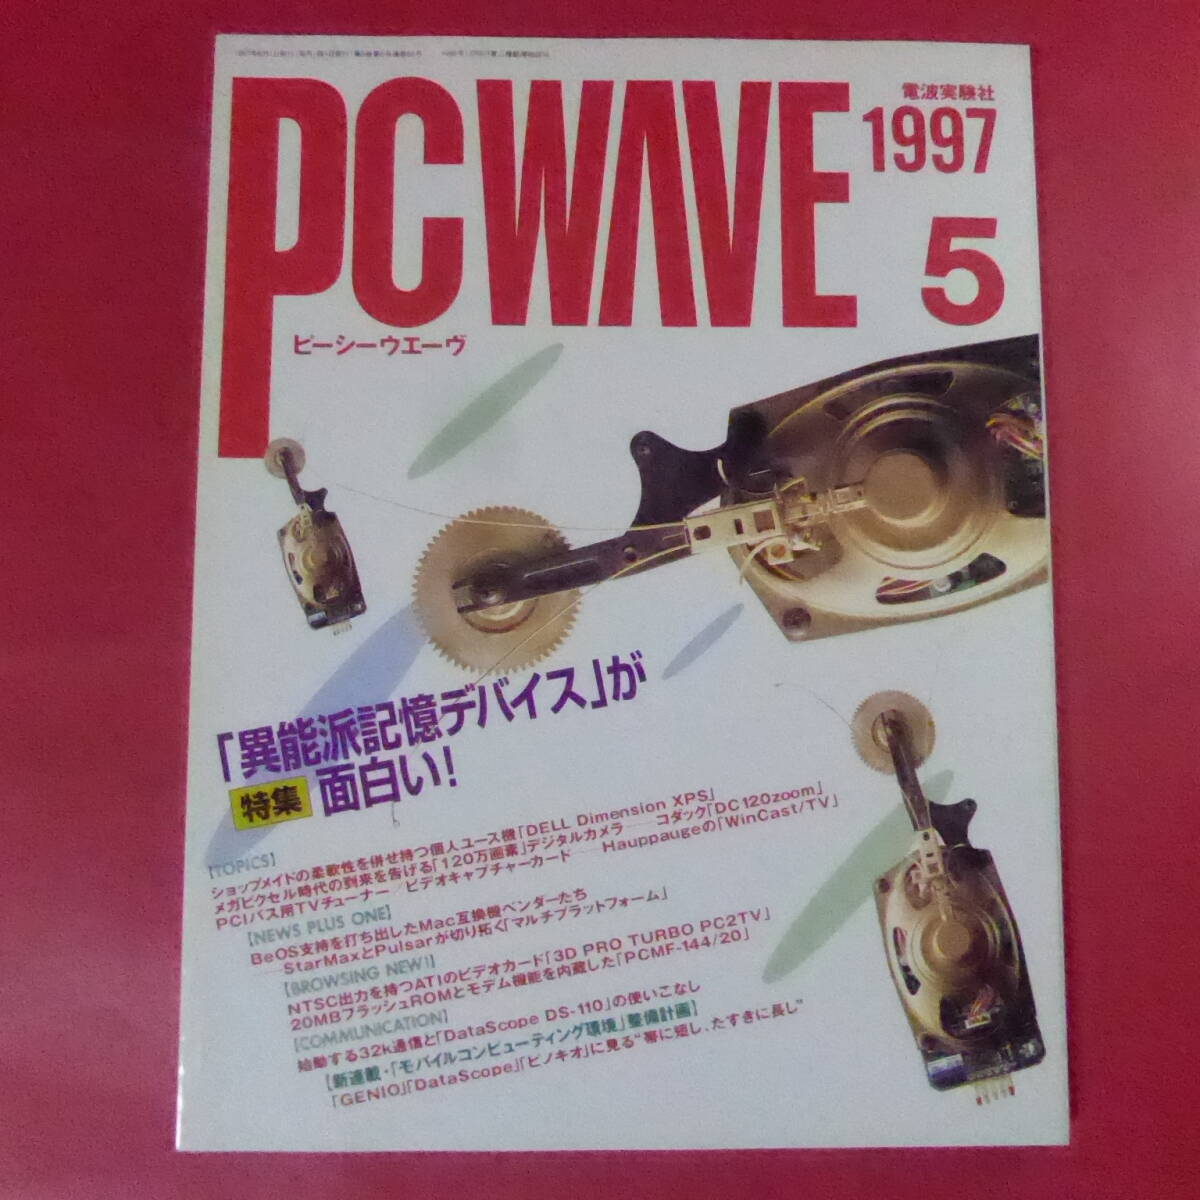 PC WAVE
電波実験社
1997
5
ピーシーウエーヴ
「異能派記憶デバイス」が
特集 面白い!
【TOPICS】
ショップメイドの柔軟性を併せ持つ個人ユース機「DELL Dimension XPS」
メガピクセル時代の到来を告げる「120万画素」デジタルカメラ──コダック「DC120zoom」
PCIバス用TVチューナー/ビデオキャプチャーカード──Hauppaugeの「WinCast/TV」
【NEWS PLUS ONE】
BeOS支持を打ち出したMac互換機ベンダーたち
──StarMaxとPulsarが切り拓く「マルチプラットフォーム」
【BROWSING NEW!】
NTSC出力を持つATIのビデオカード「3D PRO TURBO PC2TV」
20MBフラッシュROMとモデム機能を内蔵した「PCMF-144/20」
【COMMUNICATION】
始動する32k通信と「DataScope DS-110」の使いこなし
【新連載・「モバイルコンピューティング環境」整備計画】
「GENIO」「DataScope」「ピノキオ」に見る“帯に短し、たすきに長し”